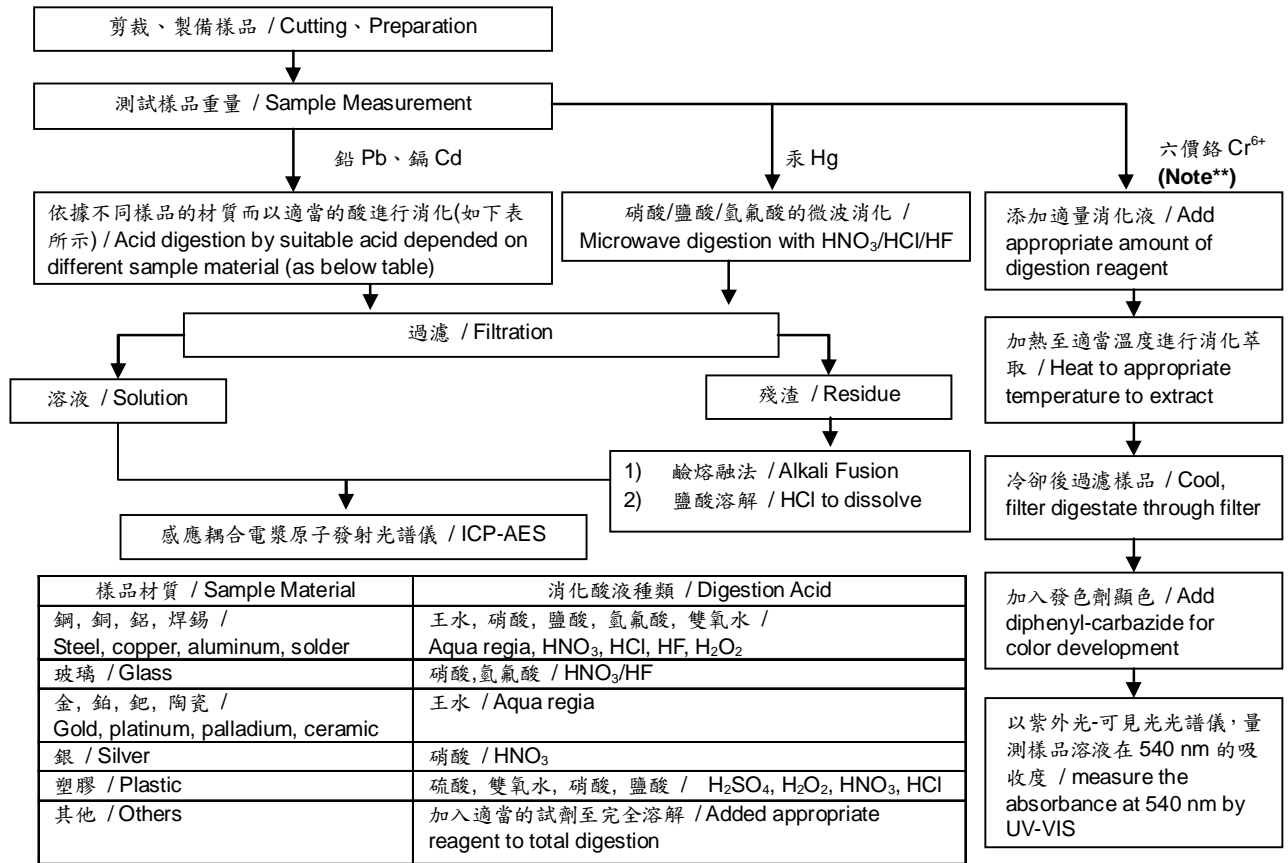 剪裁、製備樣品 / Cutting、Preparation
測試樣品重量 / Sample Measurement
鉛 Pb、鎘 Cd
汞 Hg
六價鉻 Cr⁶⁺
(Note**)
依據不同樣品的材質而以適當的酸進行消化(如下表
所示) / Acid digestion by suitable acid depended on
different sample material (as below table)
硝酸/鹽酸/氫氟酸的微波消化 /
Microwave digestion with HNO₃/HCl/HF
添加適量消化液 / Add
appropriate amount of
digestion reagent
過濾 / Filtration
加熱至適當溫度進行消化萃
取 / Heat to appropriate
temperature to extract
溶液 / Solution
殘渣 / Residue
1) 鹼熔融法 / Alkali Fusion
2) 鹽酸溶解 / HCl to dissolve
冷卻後過濾樣品 / Cool,
filter digestate through filter
感應耦合電漿原子發射光譜儀 / ICP-AES
加入發色劑顯色 / Add
diphenyl-carbazide for
color development
以紫外光-可見光光譜儀,量
測樣品溶液在 540 nm 的吸
收度 / measure the
absorbance at 540 nm by
UV-VIS
樣品材質 / Sample Material
消化酸液種類 / Digestion Acid
鋼, 銅, 鋁, 焊錫 /
Steel, copper, aluminum, solder
王水, 硝酸, 鹽酸, 氫氟酸, 雙氧水 /
Aqua regia, HNO₃, HCl, HF, H₂O₂
玻璃 / Glass
硝酸,氫氟酸 / HNO₃/HF
金, 鉑, 鈀, 陶瓷 /
Gold, platinum, palladium, ceramic
王水 / Aqua regia
銀 / Silver
硝酸 / HNO₃
塑膠 / Plastic
硫酸, 雙氧水, 硝酸, 鹽酸 / H₂SO₄, H₂O₂, HNO₃, HCl
其他 / Others
加入適當的試劑至完全溶解 / Added appropriate
reagent to total digestion